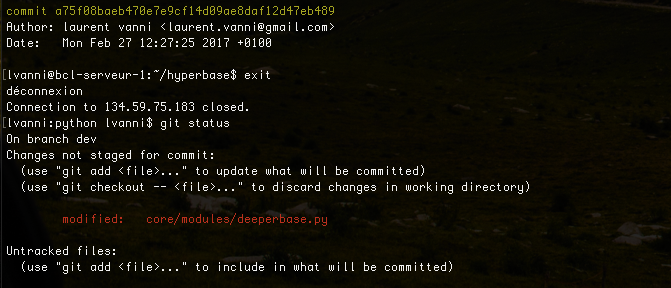 commit a75f08baeb470e7e9cf14d09ae8daf12d47eb489
Author: laurent vanni <laurent.vanni@gmail.com>
Date:   Mon Feb 27 12:27:25 2017 +0100
[lvanni@bcl-serveur-1:~/hyperbase$ exit
déconnexion
Connection to 134.59.75.183 closed.
[lvanni:python lvanni$ git status
On branch dev
Changes not staged for commit:
  (use "git add <file>..." to update what will be committed)
  (use "git checkout -- <file>..." to discard changes in working directory)
        modified:   core/modules/deeperbase.py
Untracked files:
  (use "git add <file>..." to include in what will be committed)